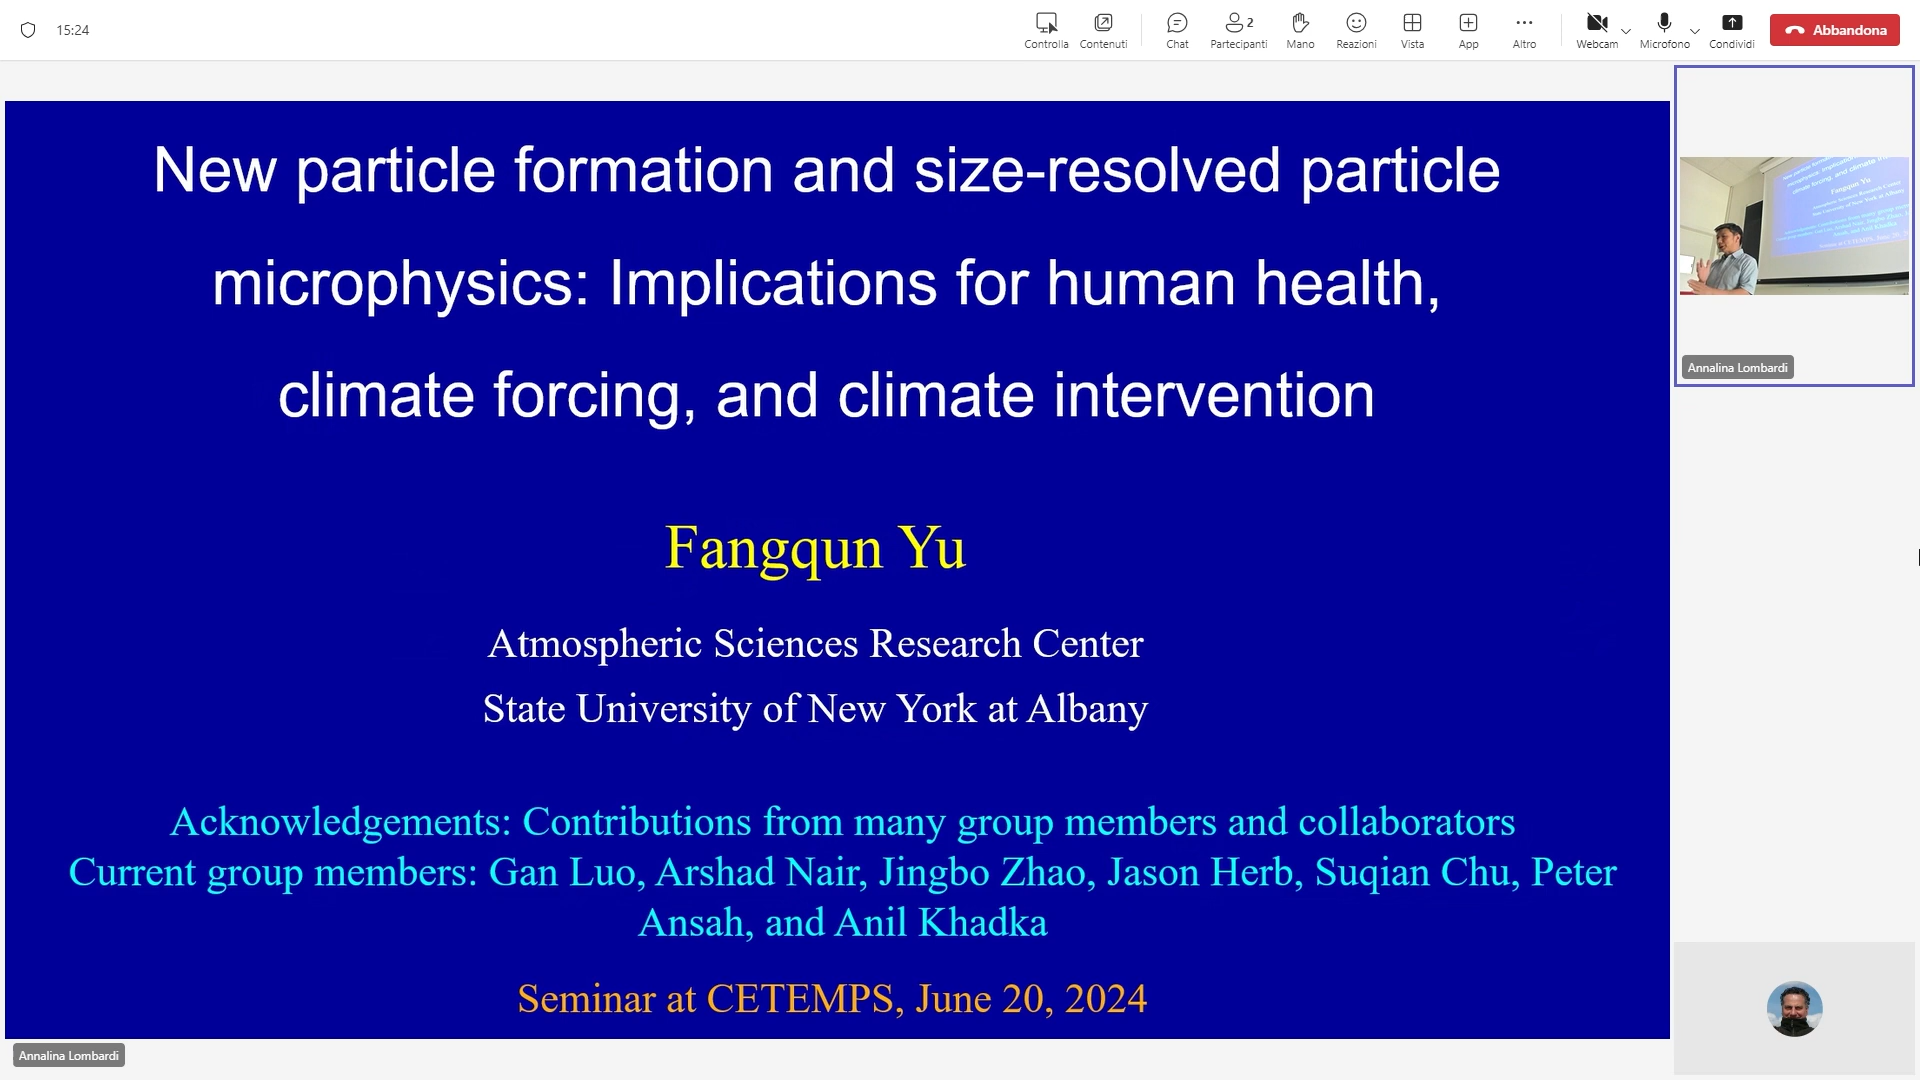 15:24
Controlla
Contenuti
Chat
2
Partecipanti
Mano
Reazioni
Vista
App
Altro
Webcam
Microfono
Condividi
Abbandona
New particle formation and size-resolved particle
microphysics: Implications for human health,
climate forcing, and climate intervention
Fangqun Yu
Atmospheric Sciences Research Center
State University of New York at Albany
Acknowledgements: Contributions from many group members and collaborators
Current group members: Gan Luo, Arshad Nair, Jingbo Zhao, Jason Herb, Suqian Chu, Peter
Ansah, and Anil Khadka
Seminar at CETEMPS, June 20, 2024
Annalina Lombardi
Fangqun Yu
Annalina Lombardi